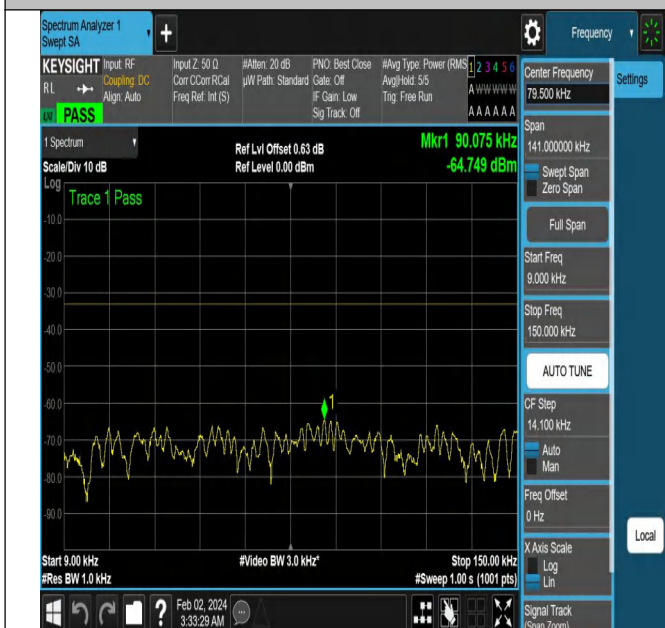 Spectrum Analyzer 1
Swept SA
Frequency
KEYSIGHT
RL
LXI
PASS
Input: RF
Coupling: DC
Align: Auto
Input Z: 50 Ω
Corr CCorr RCal
Freq Ref: Int (S)
#Atten: 20 dB
µW Path: Standard
PNO: Best Close
Gate: Off
IF Gain: Low
Sig Track: Off
#Avg Type: Power (RMS
Avg|Hold: 5/5
Trig: Free Run
1 2 3 4 5 6
A W W W W W
A A A A A A
1 Spectrum
Scale/Div 10 dB
Ref Lvl Offset 0.63 dB
Ref Level 0.00 dBm
Mkr1 90.075 kHz
-64.749 dBm
Log
Trace 1 Pass
-10.0
-20.0
-30.0
-40.0
-50.0
-60.0
-70.0
-80.0
-90.0
1
Start 9.00 kHz
#Res BW 1.0 kHz
#Video BW 3.0 kHz*
Stop 150.00 kHz
#Sweep 1.00 s (1001 pts)
Feb 02, 2024
3:33:29 AM
Center Frequency
79.500 kHz
Span
141.000000 kHz
Swept Span
Zero Span
Full Span
Start Freq
9.000 kHz
Stop Freq
150.000 kHz
AUTO TUNE
CF Step
14.100 kHz
Auto
Man
Freq Offset
0 Hz
X Axis Scale
Log
Lin
Signal Track
(Span Zoom)
Settings
Local